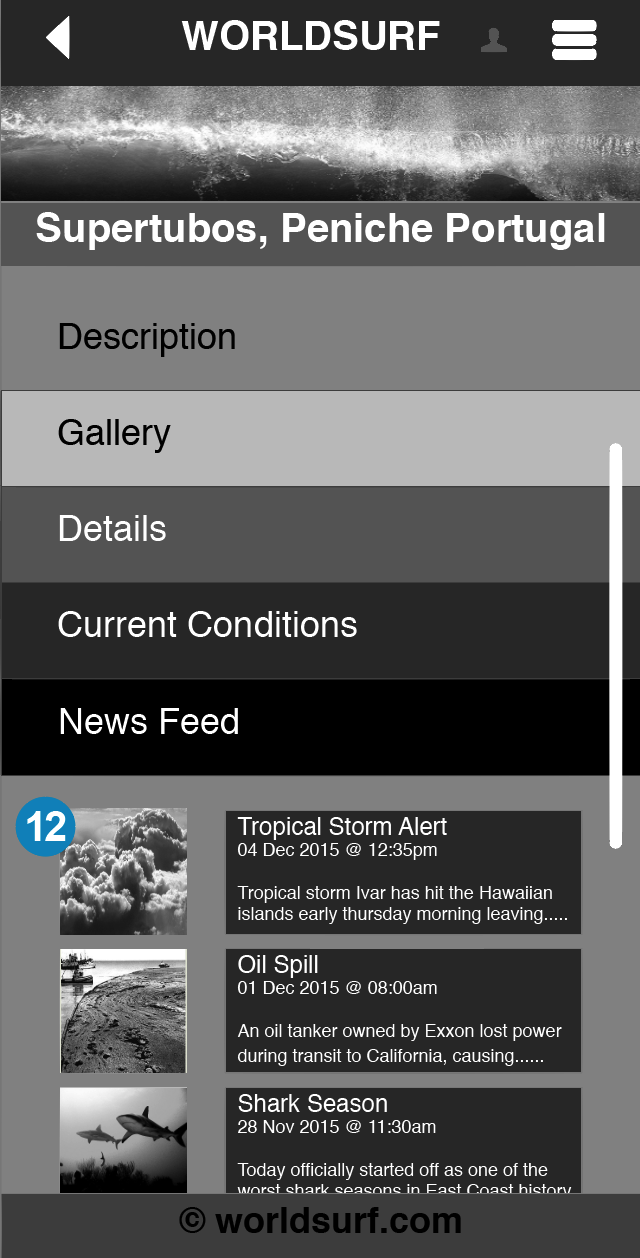 WORLDSURF
Supertubos, Peniche Portugal
Description
Gallery
Details
Current Conditions
News Feed
12
Tropical Storm Alert
04 Dec 2015 @ 12:35pm
Tropical storm Ivar has hit the Hawaiian
islands early thursday morning leaving.....
Oil Spill
01 Dec 2015 @ 08:00am
An oil tanker owned by Exxon lost power
during transit to California, causing......
Shark Season
28 Nov 2015 @ 11:30am
Today officially started off as one of the
worst shark seasons in East Coast history
© worldsurf.com